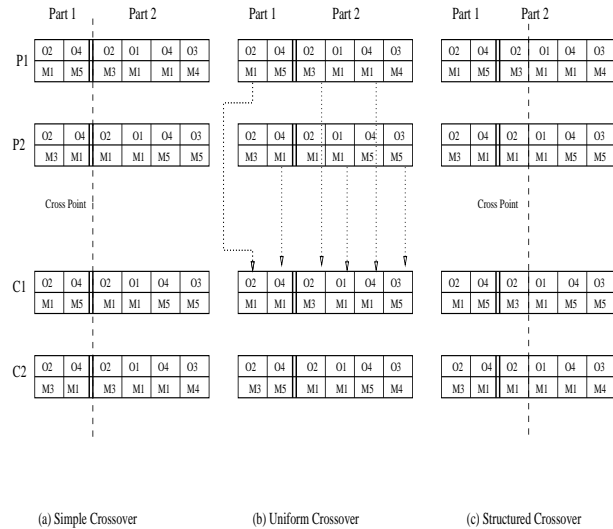 Part 1 Part 2 Part 1 Part 2 Part 1 Part 2
P1
O2 O4 O2 O1 O4 O3 O2 O4 O2 O1 O4 O3 O2 O4 O2 O1 O4 O3
M1 M5 M3 M1 M1 M4 M1 M5 M3 M1 M1 M4 M1 M5 M3 M1 M1 M4
P2
O2 O4 O2 O1 O4 O3 O2 O4 O2 O1 O4 O3 O2 O4 O2 O1 O4 O3
M3 M1 M1 M1 M5 M5 M3 M1 M1 M1 M5 M5 M3 M1 M1 M1 M5 M5
Cross Point Cross Point
C1
O2 O4 O2 O1 O4 O3 O2 O4 O2 O1 O4 O3 O2 O4 O2 O1 O4 O3
M1 M5 M1 M1 M5 M5 M1 M1 M3 M1 M1 M5 M1 M5 M3 M1 M5 M5
C2
O2 O4 O2 O1 O4 O3 O2 O4 O2 O1 O4 O3 O2 O4 O2 O1 O4 O3
M3 M1 M3 M1 M1 M4 M3 M5 M1 M1 M5 M4 M3 M1 M1 M1 M1 M4
(a) Simple Crossover (b) Uniform Crossover (c) Structured Crossover